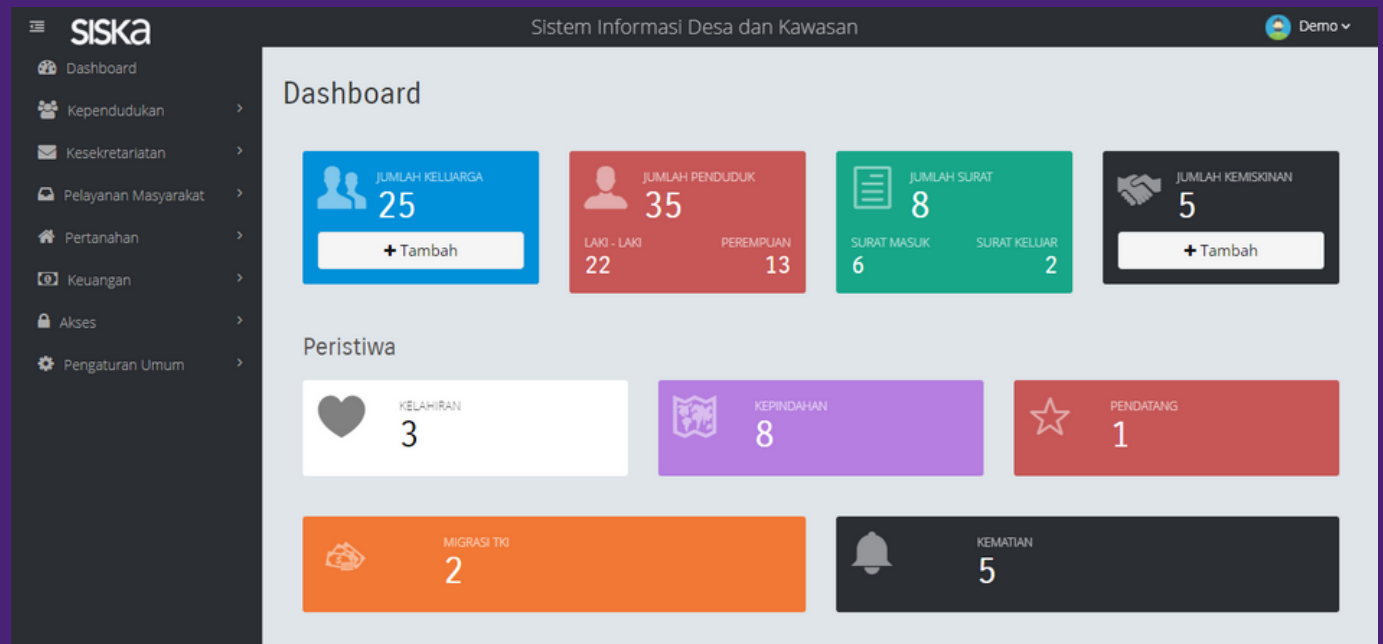 SISKa
Sistem Informasi Desa dan Kawasan
Demo
Dashboard
Kependudukan
Kesekretariatan
Pelayanan Masyarakat
Pertanahan
Keuangan
Akses
Pengaturan Umum
Dashboard
JUMLAH KELUARGA
25
+ Tambah
JUMLAH PENDUDUK
35
LAKI - LAKI PEREMPUAN
22 13
JUMLAH SURAT
8
SURAT MASUK SURAT KELUAR
6 2
JUMLAH KEMISKINAN
5
+ Tambah
Peristiwa
KELAHIRAN
3
KEPINDAHAN
8
PENDATANG
1
MIGRASI TKI
2
KEMATIAN
5